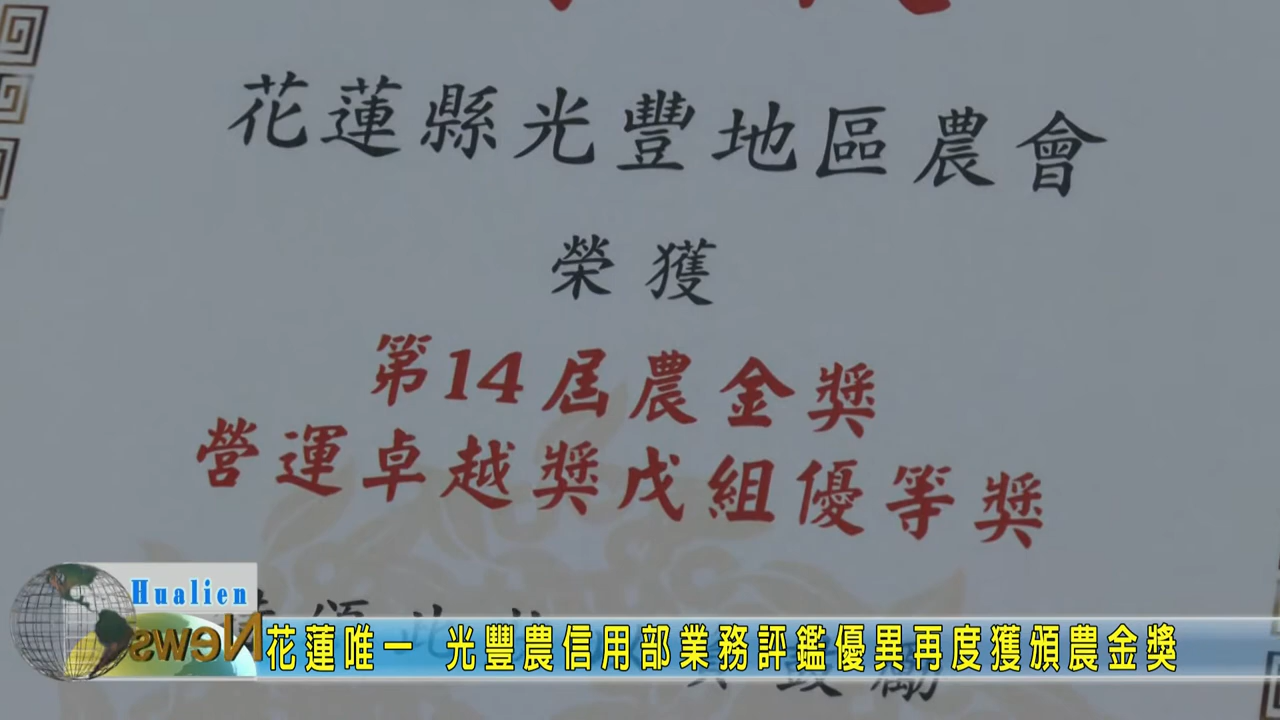 花蓮縣光豐地區農會
榮獲
第14屆農金獎
營運卓越獎戊組優等獎
Hualien
News
花蓮唯一 光豐農信用部業務評鑑優異再度獲頒農金獎